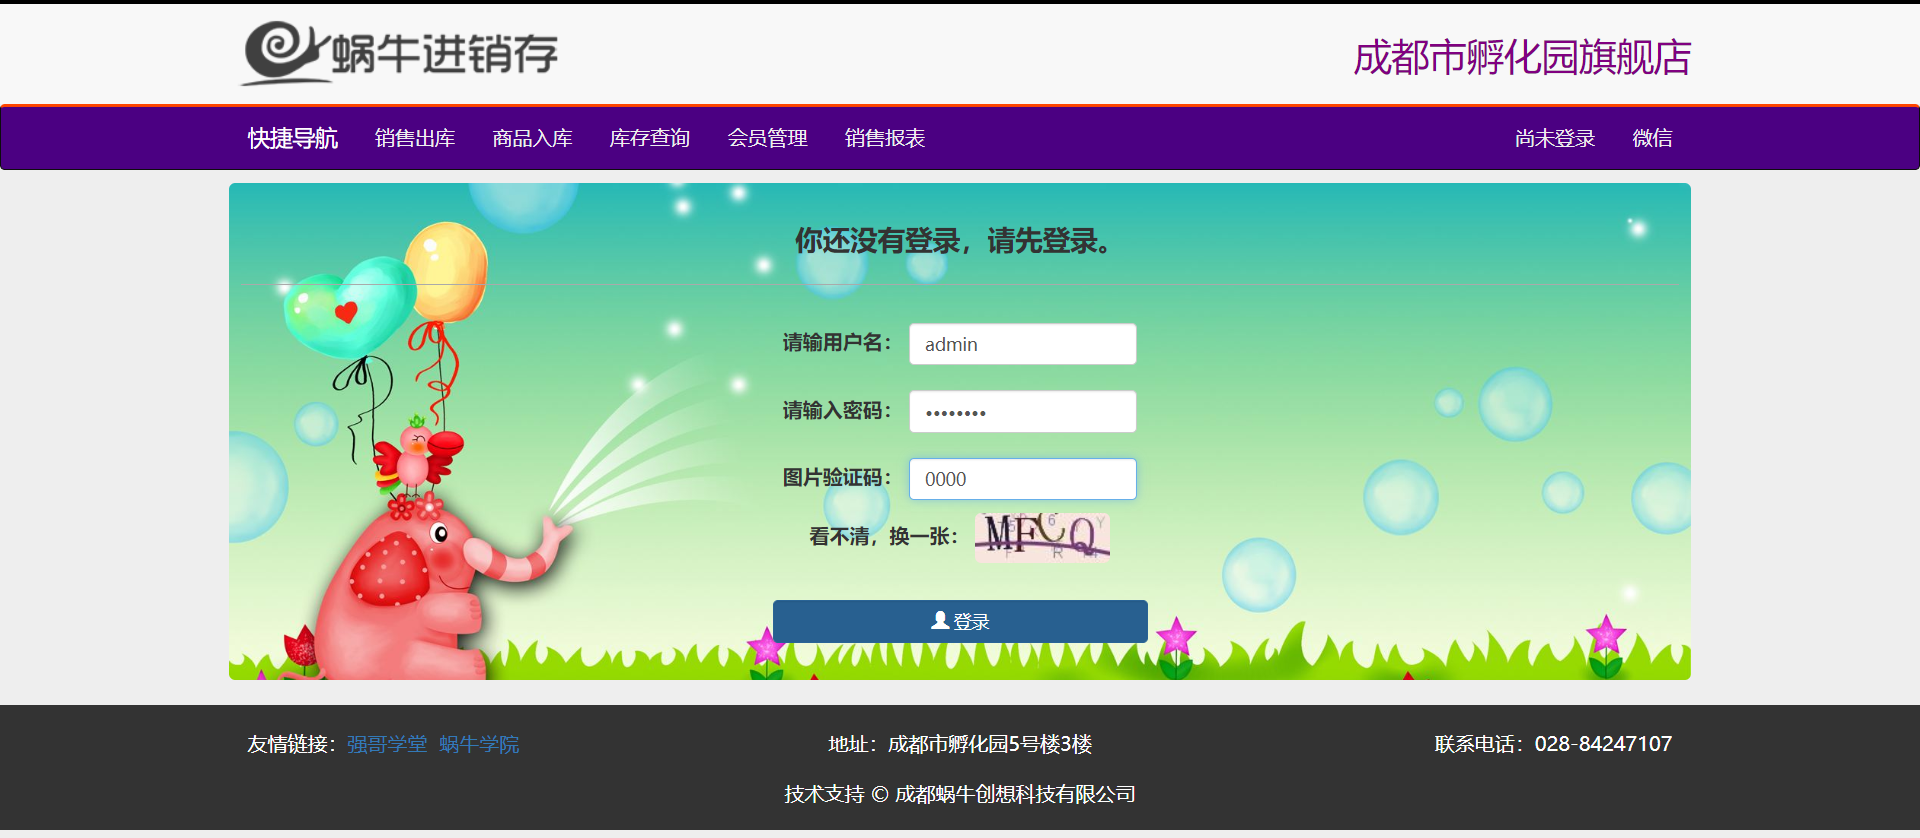 蜗牛进销存
成都市孵化园旗舰店
快捷导航 销售出库 商品入库 库存查询 会员管理 销售报表 尚未登录 微信
你还没有登录，请先登录。
请输用户名： admin
请输入密码： ••••••••
图片验证码： 0000
看不清，换一张： MFCQ
登录
友情链接：强哥学堂 蜗牛学院 地址：成都市孵化园5号楼3楼 联系电话：028-84247107
技术支持 © 成都蜗牛创想科技有限公司